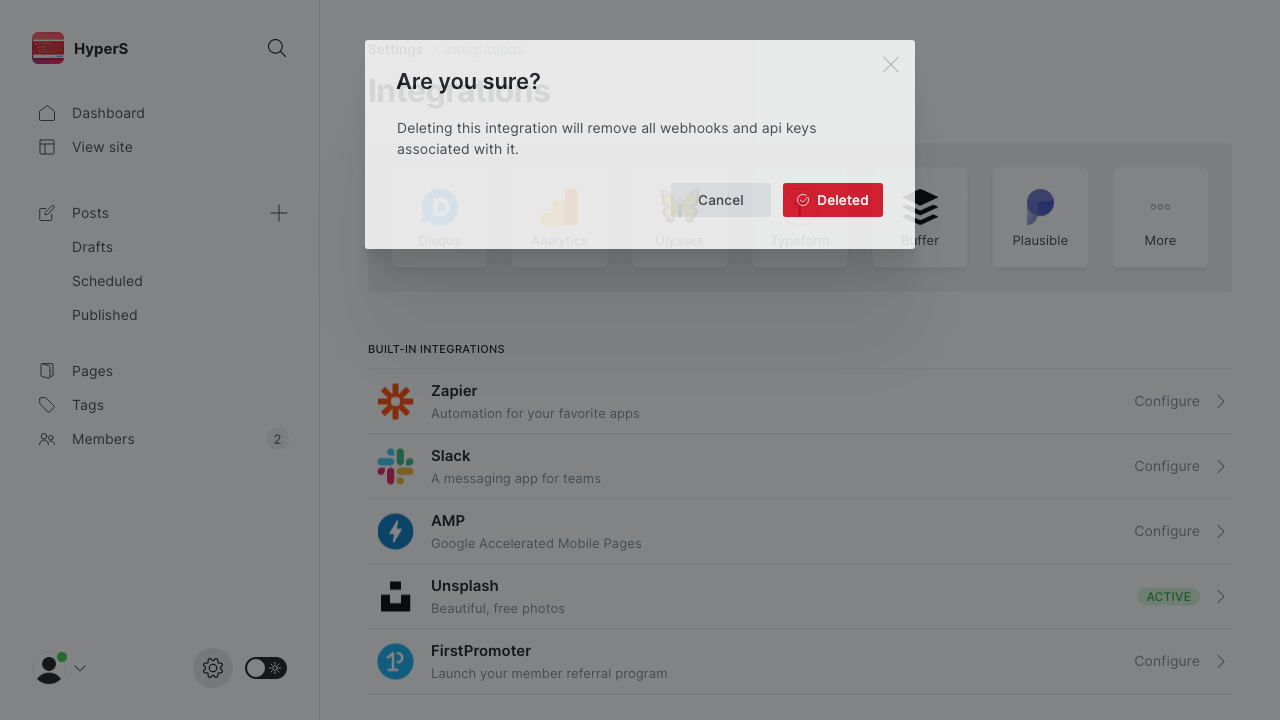 HyperS
Dashboard
View site
Posts
Drafts
Scheduled
Published
Pages
Tags
Members
2
Settings
Integrations
Integrations
Are you sure?
Deleting this integration will remove all webhooks and api keys
associated with it.
Cancel
Deleted
Disqus
Analytics
Ulysses
Typeform
Buffer
Plausible
More
BUILT-IN INTEGRATIONS
Zapier
Automation for your favorite apps
Configure
Slack
A messaging app for teams
Configure
AMP
Google Accelerated Mobile Pages
Configure
Unsplash
Beautiful, free photos
ACTIVE
FirstPromoter
Launch your member referral program
Configure